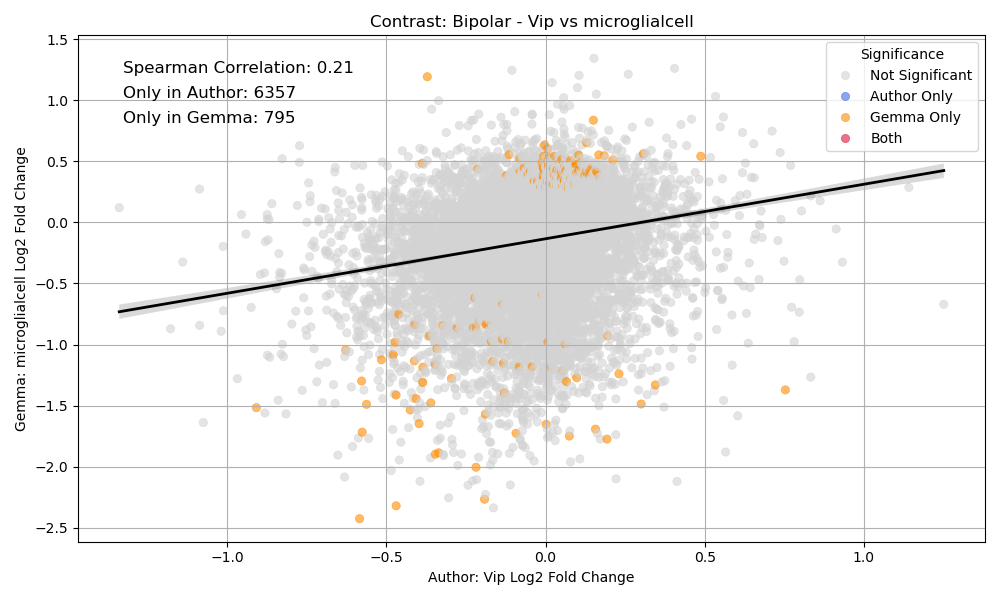 Contrast: Bipolar - Vip vs microglialcell
Spearman Correlation: 0.21
Only in Author: 6357
Only in Gemma: 795
Significance
Not Significant
Author Only
Gemma Only
Both
1.5
1.0
0.5
0.0
−0.5
−1.0
−1.5
−2.0
−2.5
Gemma: microglialcell Log2 Fold Change
−1.0
−0.5
0.0
0.5
1.0
Author: Vip Log2 Fold Change